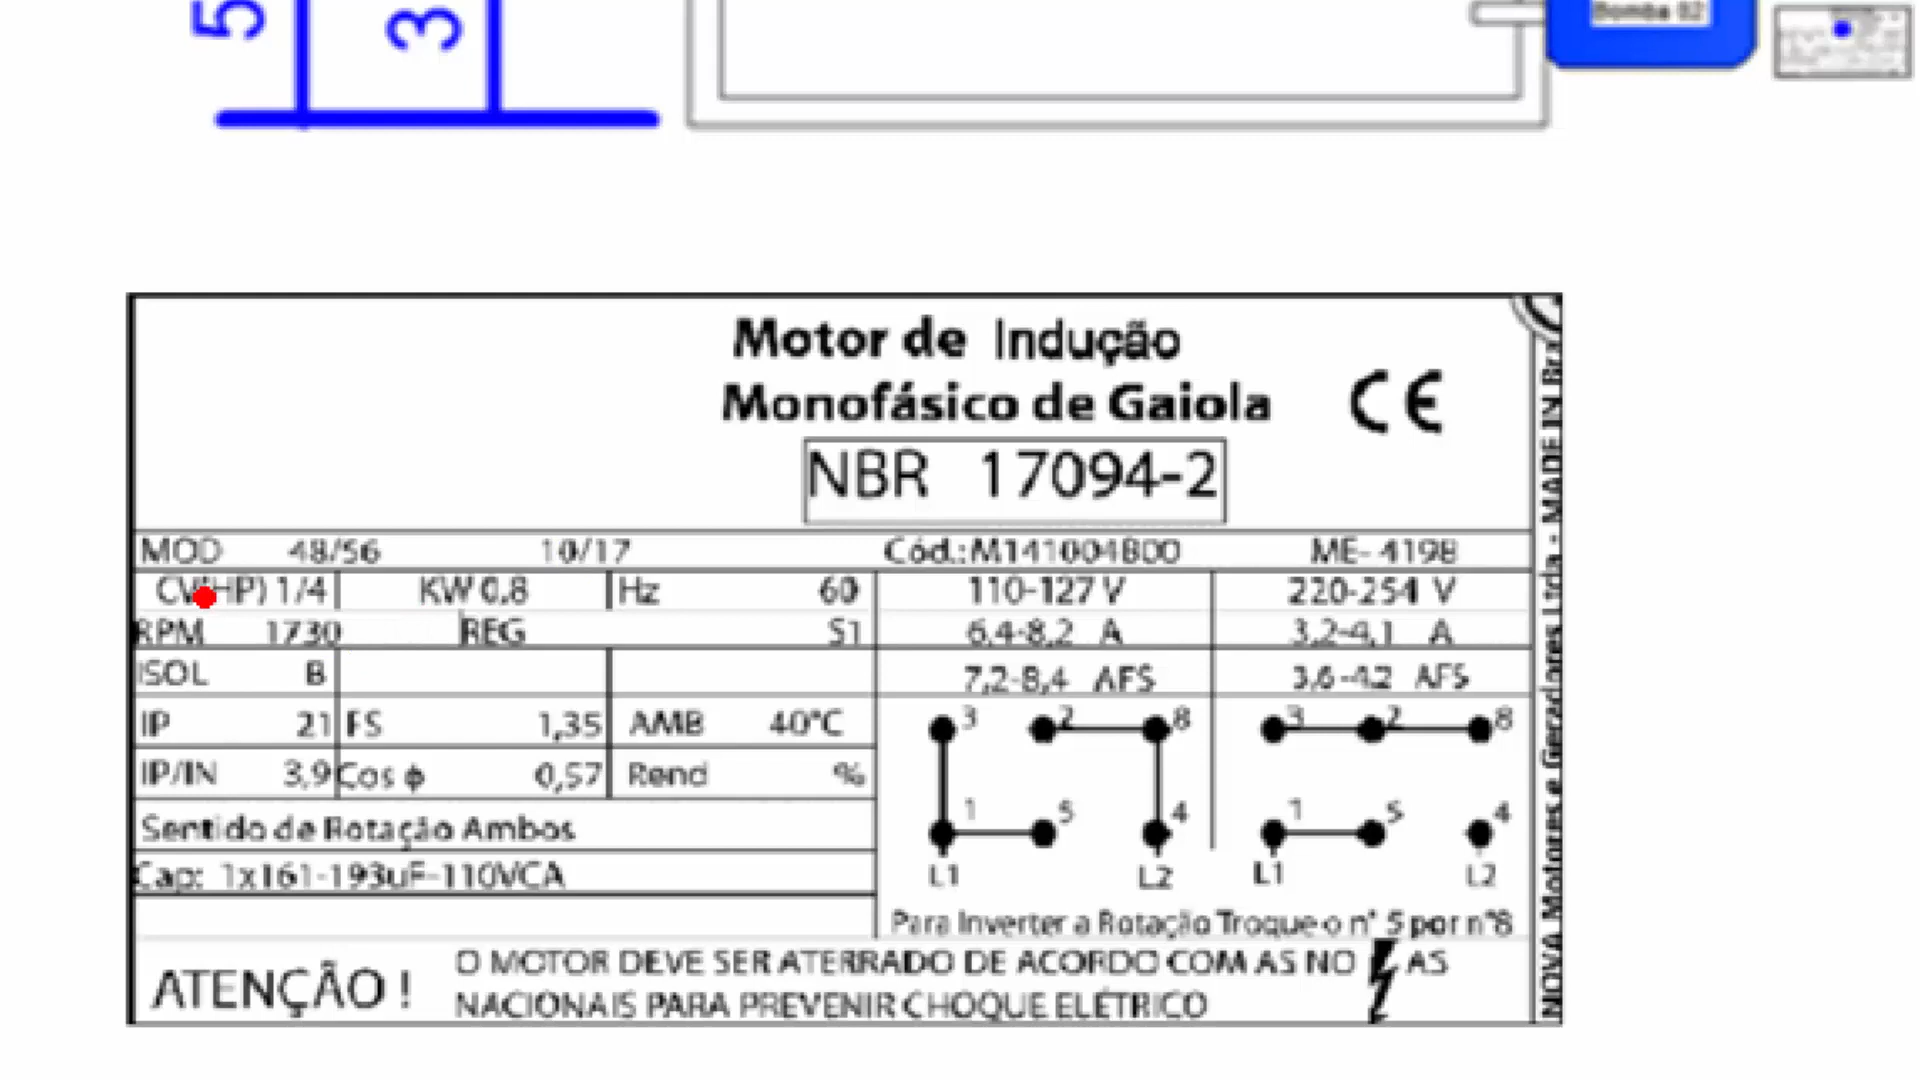 5
3
Bomba 02
Motor de Indução
Monofásico de Gaiola
CE
NBR 17094-2
MOD 48/56 10/17 Cód.:M141004B00 ME- 4198
CV(HP) 1/4 KW 0,8 Hz 60 110-127 V 220-254 V
RPM 1730 REG S1 6,4-8,2 A 3,2-4,1 A
ISOL B 7,2-8,4 AFS 3,6-4,2 AFS
IP 21 FS 1,35 AMB 40°C
3 2 8 3 2 8
IP/IN 3,9 Cos ϕ 0,57 Rend %
1 5 4 1 5 4
Sentido de Rotação Ambos
Cap: 1x161-193uF-110VCA
L1 L2 L1 L2
Para Inverter a Rotação Troque o n° 5 por n°8
ATENÇÃO ! O MOTOR DEVE SER ATERRADO DE ACORDO COM AS NO AS
NACIONAIS PARA PREVENIR CHOQUE ELÉTRICO
NOVA Motores e Geradores Ltda - MADE IN Bra